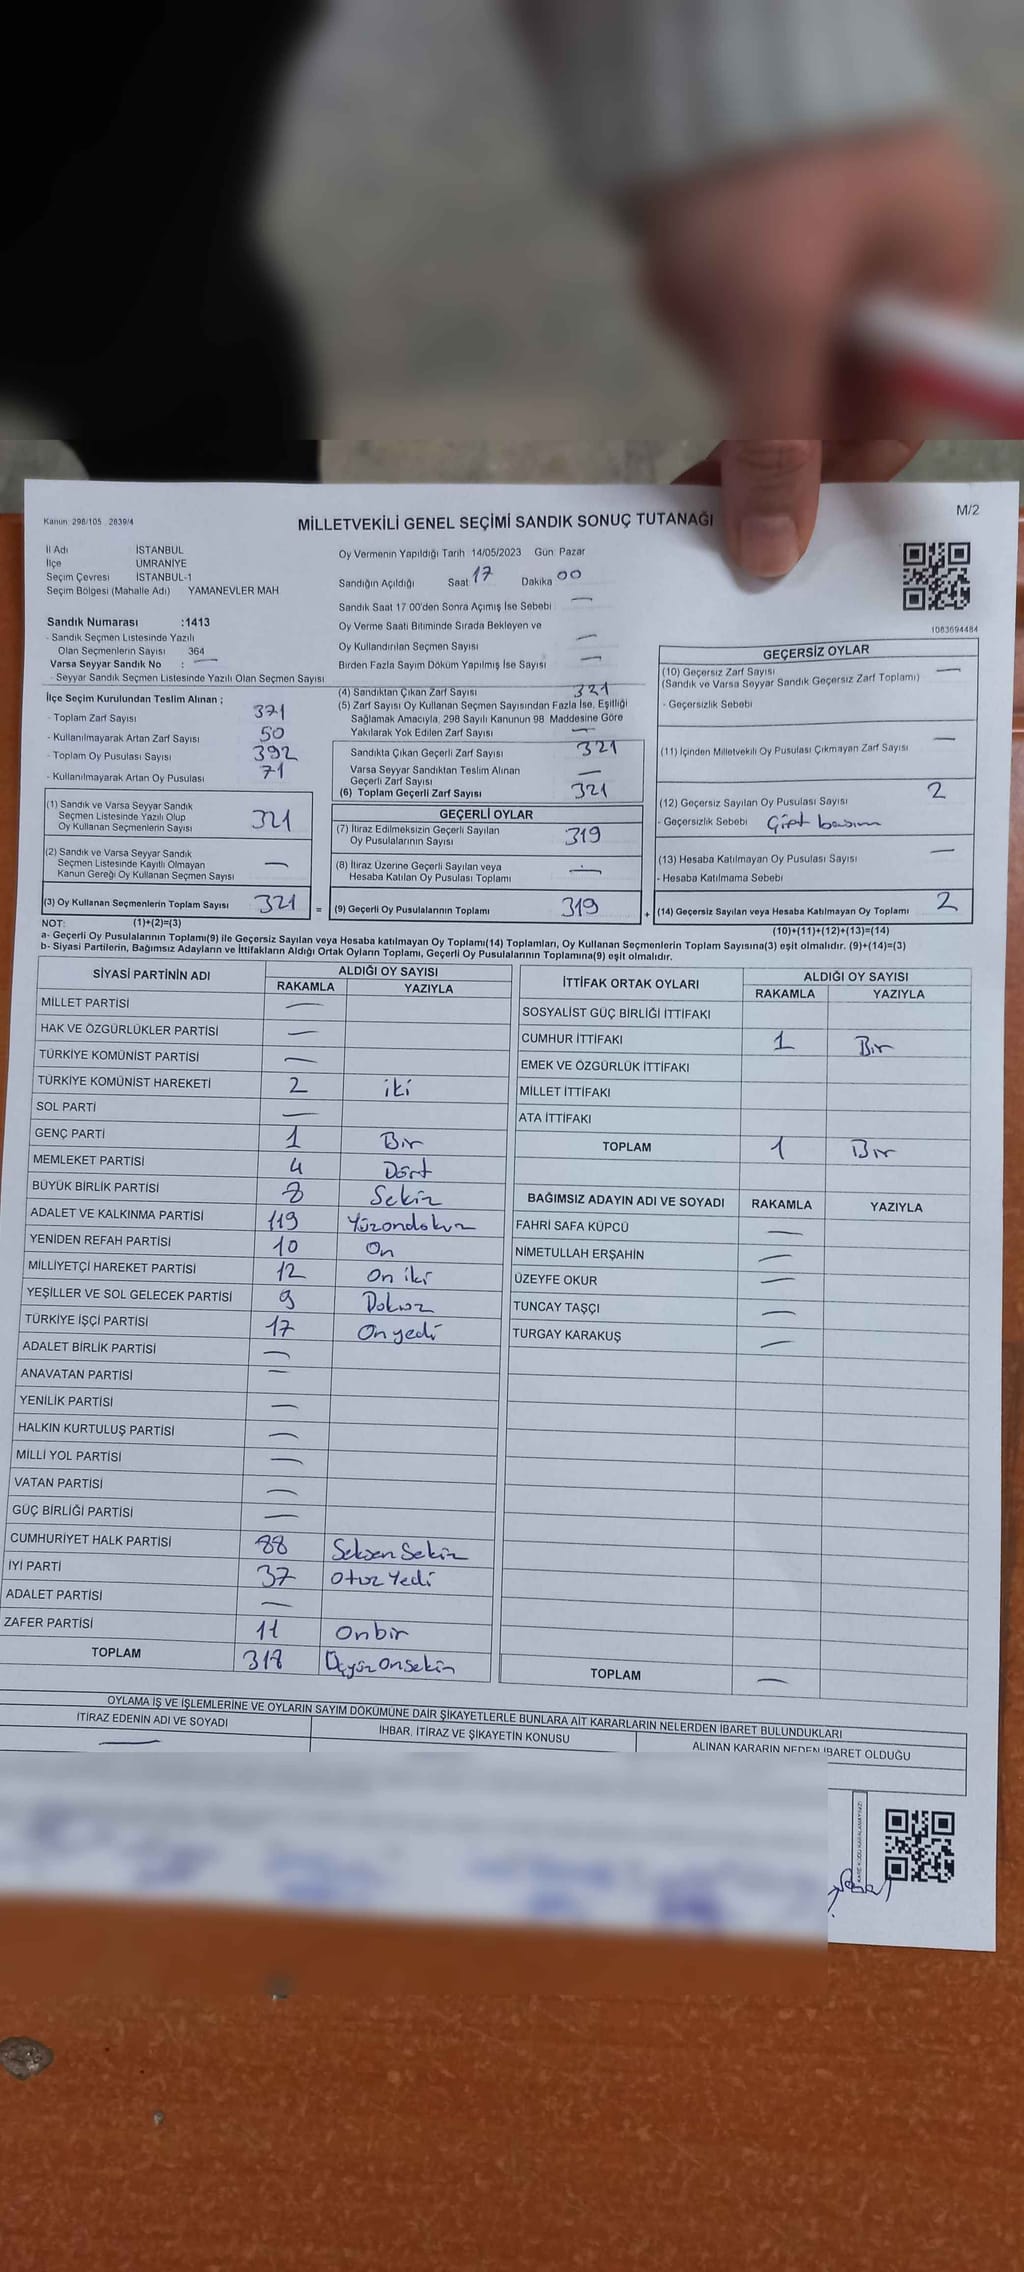 Kanun 298/105 2839/4
MİLLETVEKİLİ GENEL SEÇİMİ SANDIK SONUÇ TUTANAĞI
M/2
İl Adı İSTANBUL
İlçe ÜMRANİYE
Seçim Çevresi İSTANBUL-1
Seçim Bölgesi (Mahalle Adı) YAMANEVLER MAH
Sandık Numarası :1413
- Sandık Seçmen Listesinde Yazılı
Olan Seçmenlerin Sayısı 364
Varsa Seyyar Sandık No : —
- Seyyar Sandık Seçmen Listesinde Yazılı Olan Seçmen Sayısı
Oy Vermenin Yapıldığı Tarih 14/05/2023 Gün: Pazar
Sandığın Açıldığı Saat 17 Dakika 00
Sandık Saat 17 00'den Sonra Açımış İse Sebebi —
Oy Verme Saati Bitiminde Sırada Bekleyen ve
Oy Kullandırılan Seçmen Sayısı —
Birden Fazla Sayım Döküm Yapılmış İse Sayısı —
1083694484
İlçe Seçim Kurulundan Teslim Alınan ;
- Toplam Zarf Sayısı 371
- Kullanılmayarak Artan Zarf Sayısı 50
- Toplam Oy Pusulası Sayısı 392
- Kullanılmayarak Artan Oy Pusulası 71
(1) Sandık ve Varsa Seyyar Sandık
Seçmen Listesinde Yazılı Olup
Oy Kullanan Seçmenlerin Sayısı 321
(2) Sandık ve Varsa Seyyar Sandık
Seçmen Listesinde Kayıtlı Olmayan
Kanun Gereği Oy Kullanan Seçmen Sayısı —
(3) Oy Kullanan Seçmenlerin Toplam Sayısı 321 =
(4) Sandıktan Çıkan Zarf Sayısı 321
(5) Zarf Sayısı Oy Kullanan Seçmen Sayısından Fazla İse, Eşitliği
Sağlamak Amacıyla, 298 Sayılı Kanunun 98 Maddesine Göre
Yakılarak Yok Edilen Zarf Sayısı —
Sandıkta Çıkan Geçerli Zarf Sayısı 321
Varsa Seyyar Sandıktan Teslim Alınan
Geçerli Zarf Sayısı —
(6) Toplam Geçerli Zarf Sayısı 321
GEÇERLİ OYLAR
(7) İtiraz Edilmeksizin Geçerli Sayılan
Oy Pusulalarının Sayısı 319
(8) İtiraz Üzerine Geçerli Sayılan veya
Hesaba Katılan Oy Pusulası Toplamı —
(9) Geçerli Oy Pusulalarının Toplamı 319 +
GEÇERSİZ OYLAR
(10) Geçersiz Zarf Sayısı —
(Sandık ve Varsa Seyyar Sandık Geçersiz Zarf Toplamı)
- Geçersizlik Sebebi
(11) İçinden Milletvekili Oy Pusulası Çıkmayan Zarf Sayısı —
(12) Geçersiz Sayılan Oy Pusulası Sayısı 2
- Geçersizlik Sebebi Çift basım
(13) Hesaba Katılmayan Oy Pusulası Sayısı —
- Hesaba Katılmama Sebebi
(14) Geçersiz Sayılan veya Hesaba Katılmayan Oy Toplamı 2
NOT: (1)+(2)=(3)
(10)+(11)+(12)+(13)=(14)
a- Geçerli Oy Pusulalarının Toplamı(9) ile Geçersiz Sayılan veya Hesaba katılmayan Oy Toplamı(14) Toplamları, Oy Kullanan Seçmenlerin Toplam Sayısına(3) eşit olmalıdır. (9)+(14)=(3)
b- Siyasi Partilerin, Bağımsız Adayların ve İttifakların Aldığı Ortak Oyların Toplamı, Geçerli Oy Pusulalarının Toplamına(9) eşit olmalıdır.
SİYASİ PARTİNİN ADI ALDIĞI OY SAYISI
RAKAMLA YAZIYLA
MİLLET PARTİSİ —
HAK VE ÖZGÜRLÜKLER PARTİSİ —
TÜRKİYE KOMÜNİST PARTİSİ —
TÜRKİYE KOMÜNİST HAREKETİ 2 iki
SOL PARTİ —
GENÇ PARTİ 1 Bir
MEMLEKET PARTİSİ 4 Dört
BÜYÜK BİRLİK PARTİSİ 8 Sekiz
ADALET VE KALKINMA PARTİSİ 119 Yüzondokuz
YENİDEN REFAH PARTİSİ 10 On
MİLLİYETÇİ HAREKET PARTİSİ 12 On iki
YEŞİLLER VE SOL GELECEK PARTİSİ 9 Dokuz
TÜRKİYE İŞÇİ PARTİSİ 17 On yedi
ADALET BİRLİK PARTİSİ —
ANAVATAN PARTİSİ —
YENİLİK PARTİSİ —
HALKIN KURTULUŞ PARTİSİ —
MİLLİ YOL PARTİSİ —
VATAN PARTİSİ —
GÜÇ BİRLİĞİ PARTİSİ —
CUMHURİYET HALK PARTİSİ 88 Seksen Sekiz
İYİ PARTİ 37 Otuz Yedi
ADALET PARTİSİ —
ZAFER PARTİSİ 11 Onbir
TOPLAM 318 Üçyüz Onsekiz
İTTİFAK ORTAK OYLARI ALDIĞI OY SAYISI
RAKAMLA YAZIYLA
SOSYALİST GÜÇ BİRLİĞİ İTTİFAKI
CUMHUR İTTİFAKI 1 Bir
EMEK VE ÖZGÜRLÜK İTTİFAKI
MİLLET İTTİFAKI
ATA İTTİFAKI
TOPLAM 1 Bir
BAĞIMSIZ ADAYIN ADI VE SOYADI RAKAMLA YAZIYLA
FAHRİ SAFA KÜPCÜ —
NİMETULLAH ERŞAHİN —
ÜZEYFE OKUR —
TUNCAY TAŞÇI —
TURGAY KARAKUŞ —
TOPLAM —
OYLAMA İŞ VE İŞLEMLERİNE VE OYLARIN SAYIM DÖKÜMÜNE DAİR ŞİKAYETLERLE BUNLARA AİT KARARLARIN NELERDEN İBARET BULUNDUKLARI
İTİRAZ EDENİN ADI VE SOYADI İHBAR, İTİRAZ VE ŞİKAYETİN KONUSU ALINAN KARARIN NEDEN İBARET OLDUĞU
—
KARE KODU KARALAMAYINIZ!